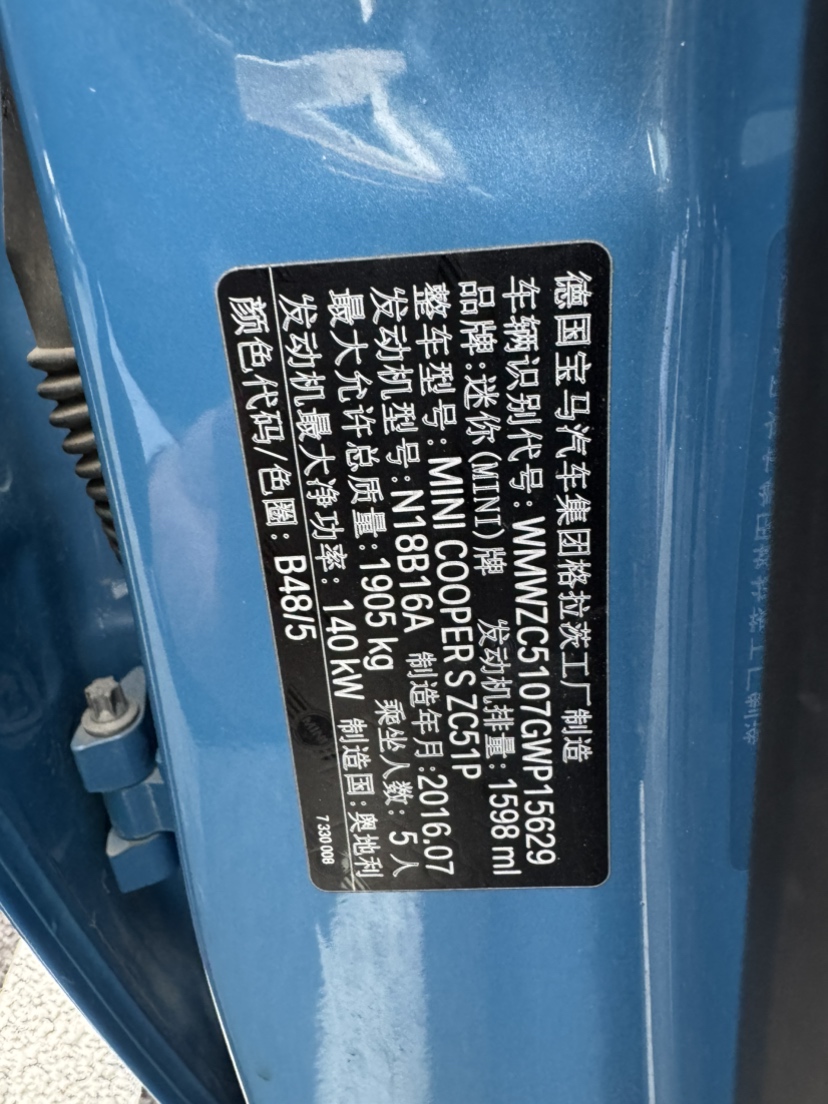 德国宝马汽车集团格拉茨工厂制造
车辆识别代号: WMWZC5107GWP15629
品牌:迷你(MINI)牌 发动机排量: 1598 ml
整车型号: MINI COOPER S ZC51P
发动机型号: N18B16A 制造年月:2016.07
最大允许总质量: 1905 kg 乘坐人数: 5 人
发动机最大净功率: 140 kW 制造国:奥地利
颜色代码/色圈: B48/5
7 330 008